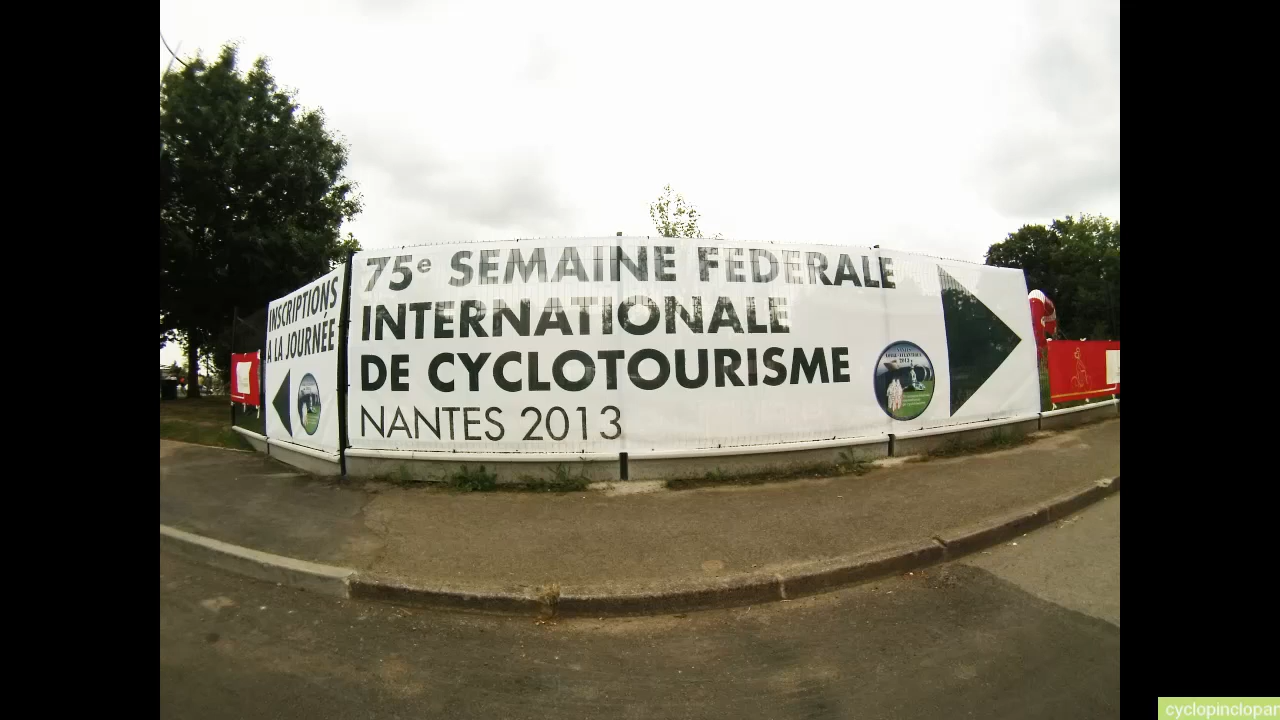 INSCRIPTIONS
A LA JOURNÉE
75e SEMAINE FEDERALE
INTERNATIONALE
DE CYCLOTOURISME
NANTES 2013
cyclopinclopan